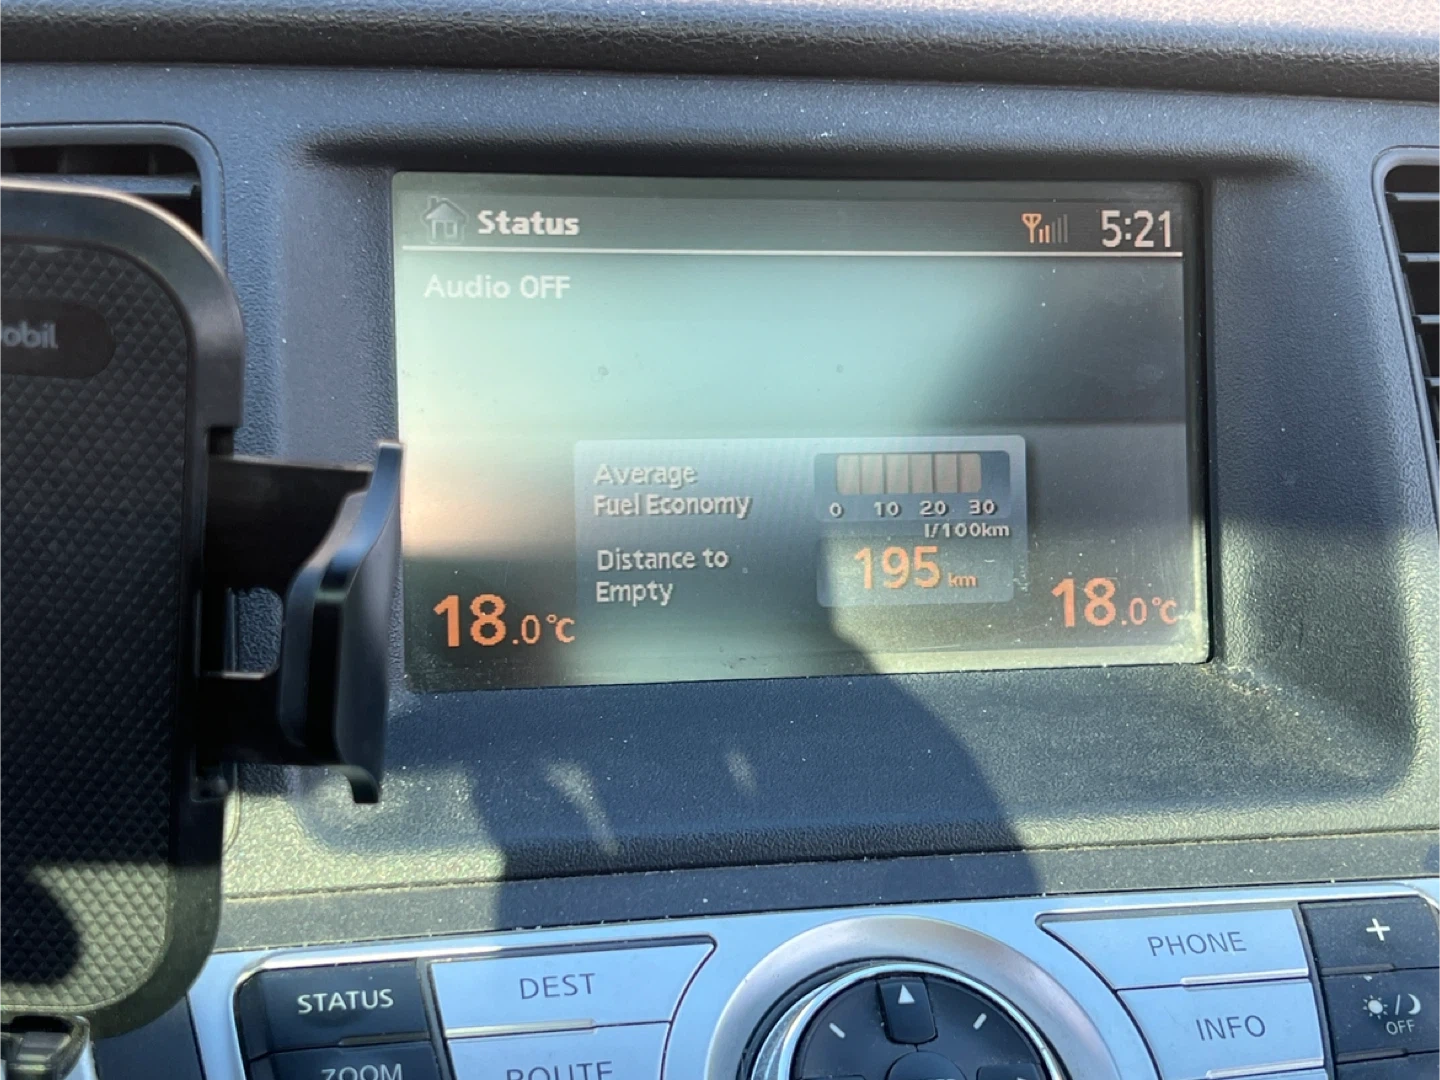 Status
5:21
Audio OFF
Average
Fuel Economy
0 10 20 30
l/100km
Distance to
Empty
195 km
18.0°C
18.0°C
STATUS
DEST
PHONE
+
INFO
OFF
ZOOM
ROUTE